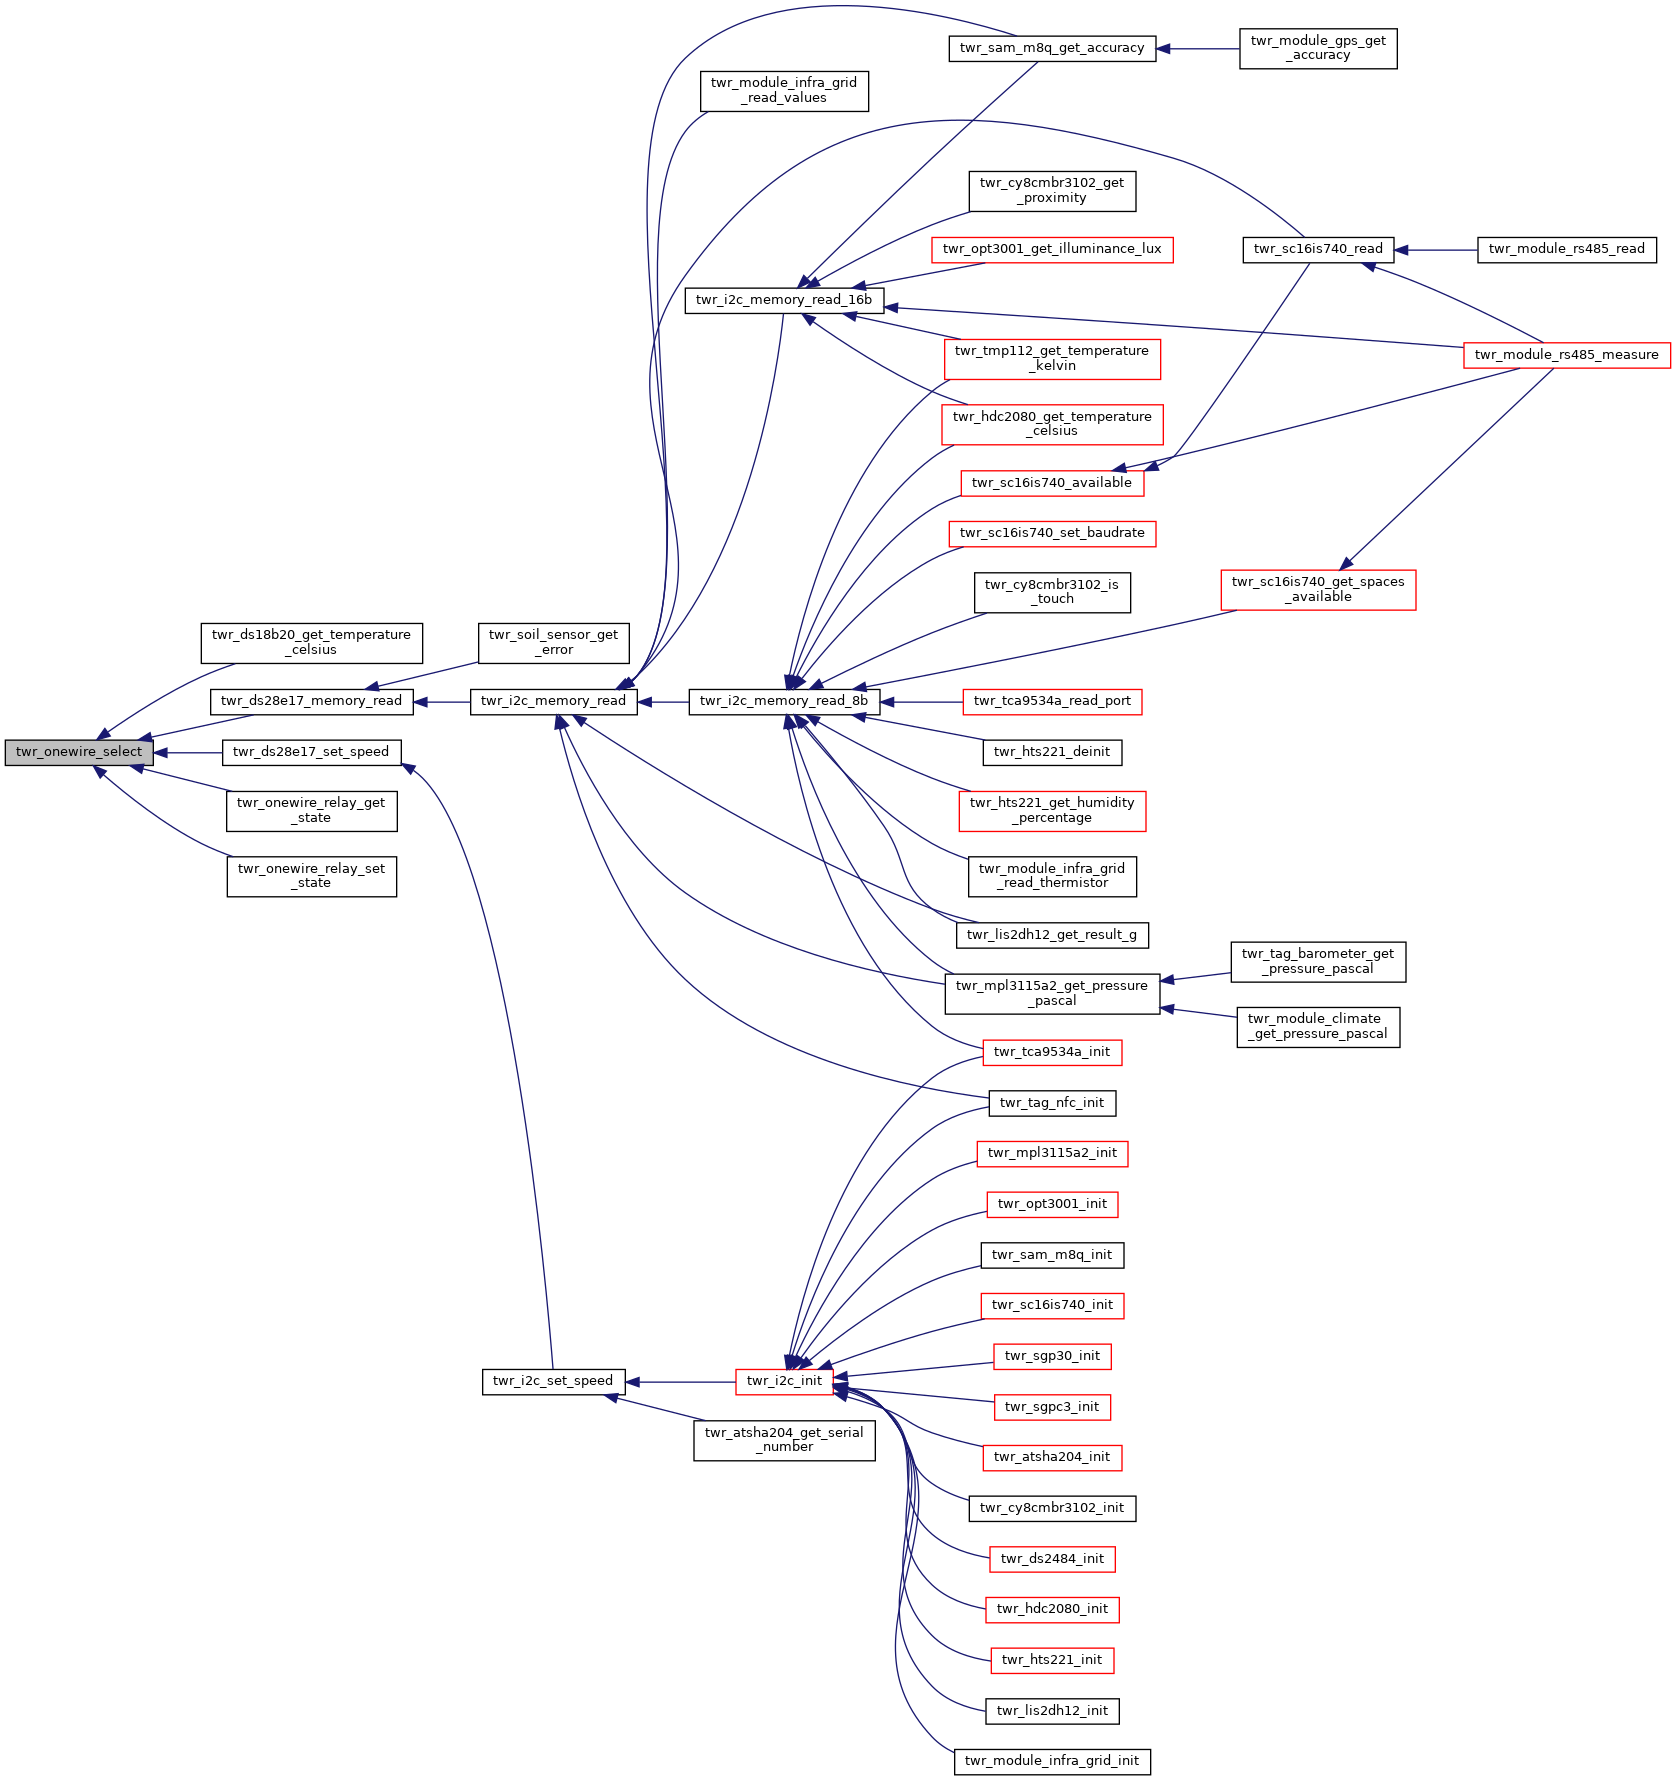 twr_sam_m8q_get_accuracy
twr_module_gps_get
_accuracy
twr_module_infra_grid
_read_values
twr_cy8cmbr3102_get
_proximity
twr_opt3001_get_illuminance_lux
twr_sc16is740_read
twr_module_rs485_read
twr_i2c_memory_read_16b
twr_tmp112_get_temperature
_kelvin
twr_module_rs485_measure
twr_hdc2080_get_temperature
_celsius
twr_sc16is740_available
twr_sc16is740_set_baudrate
twr_cy8cmbr3102_is
_touch
twr_sc16is740_get_spaces
_available
twr_ds18b20_get_temperature
_celsius
twr_soil_sensor_get
_error
twr_ds28e17_memory_read
twr_i2c_memory_read
twr_i2c_memory_read_8b
twr_tca9534a_read_port
twr_onewire_select
twr_ds28e17_set_speed
twr_hts221_deinit
twr_onewire_relay_get
_state
twr_hts221_get_humidity
_percentage
twr_onewire_relay_set
_state
twr_module_infra_grid
_read_thermistor
twr_lis2dh12_get_result_g
twr_tag_barometer_get
_pressure_pascal
twr_mpl3115a2_get_pressure
_pascal
twr_module_climate
_get_pressure_pascal
twr_tca9534a_init
twr_tag_nfc_init
twr_mpl3115a2_init
twr_opt3001_init
twr_sam_m8q_init
twr_sc16is740_init
twr_sgp30_init
twr_i2c_set_speed
twr_i2c_init
twr_sgpc3_init
twr_atsha204_get_serial
_number
twr_atsha204_init
twr_cy8cmbr3102_init
twr_ds2484_init
twr_hdc2080_init
twr_hts221_init
twr_lis2dh12_init
twr_module_infra_grid_init